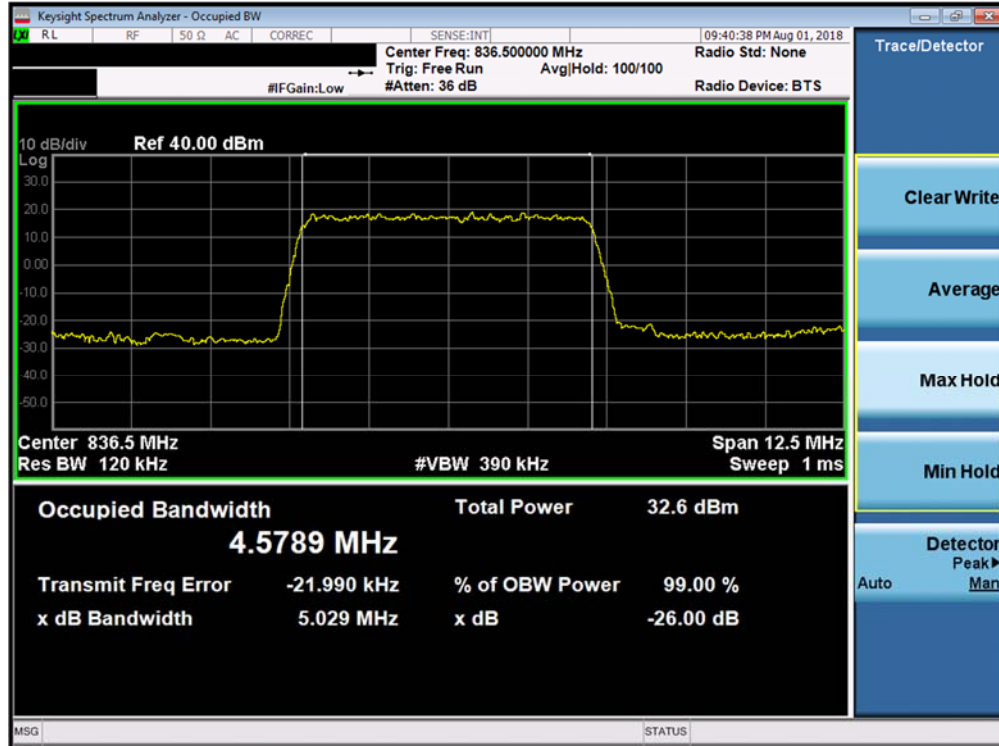 Keysight Spectrum Analyzer - Occupied BW
LXI RL RF 50 Ω AC CORREC SENSE:INT 09:40:38 PM Aug 01, 2018
Center Freq: 836.500000 MHz Radio Std: None
Trig: Free Run Avg|Hold: 100/100
#IFGain:Low #Atten: 36 dB Radio Device: BTS
Trace/Detector
10 dB/div Ref 40.00 dBm
Log
30.0
20.0
10.0
0.00
-10.0
-20.0
-30.0
-40.0
-50.0
Center 836.5 MHz Span 12.5 MHz
Res BW 120 kHz #VBW 390 kHz Sweep 1 ms
Occupied Bandwidth Total Power 32.6 dBm
4.5789 MHz
Transmit Freq Error -21.990 kHz % of OBW Power 99.00 %
x dB Bandwidth 5.029 MHz x dB -26.00 dB
Clear Write
Average
Max Hold
Min Hold
Detector
Peak▶
Auto Man
MSG STATUS